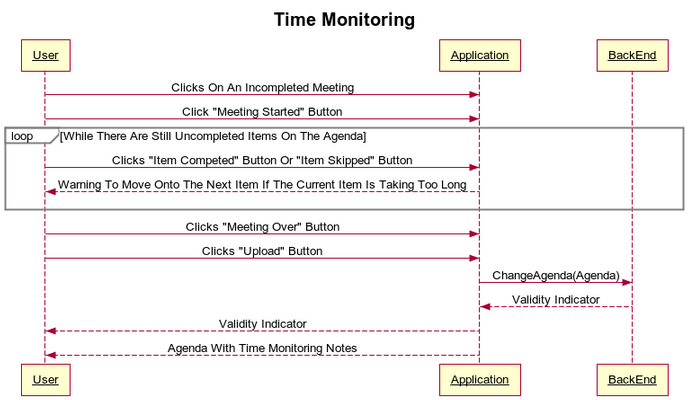 Time Monitoring
User
Application
BackEnd
Clicks On An Incompleted Meeting
Click "Meeting Started" Button
loop
[While There Are Still Uncompleted Items On The Agenda]
Clicks "Item Competed" Button Or "Item Skipped" Button
Warning To Move Onto The Next Item If The Current Item Is Taking Too Long
Clicks "Meeting Over" Button
Clicks "Upload" Button
ChangeAgenda(Agenda)
Validity Indicator
Validity Indicator
Agenda With Time Monitoring Notes
User
Application
BackEnd